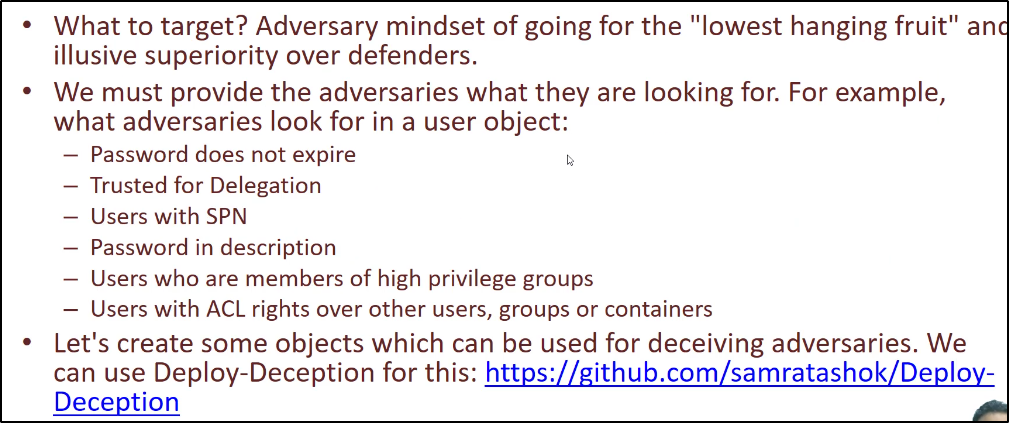 • What to target? Adversary mindset of going for the "lowest hanging fruit" and
illusive superiority over defenders.
• We must provide the adversaries what they are looking for. For example,
what adversaries look for in a user object:
– Password does not expire
– Trusted for Delegation
– Users with SPN
– Password in description
– Users who are members of high privilege groups
– Users with ACL rights over other users, groups or containers
• Let's create some objects which can be used for deceiving adversaries. We
can use Deploy-Deception for this: https://github.com/samratashok/Deploy-
Deception